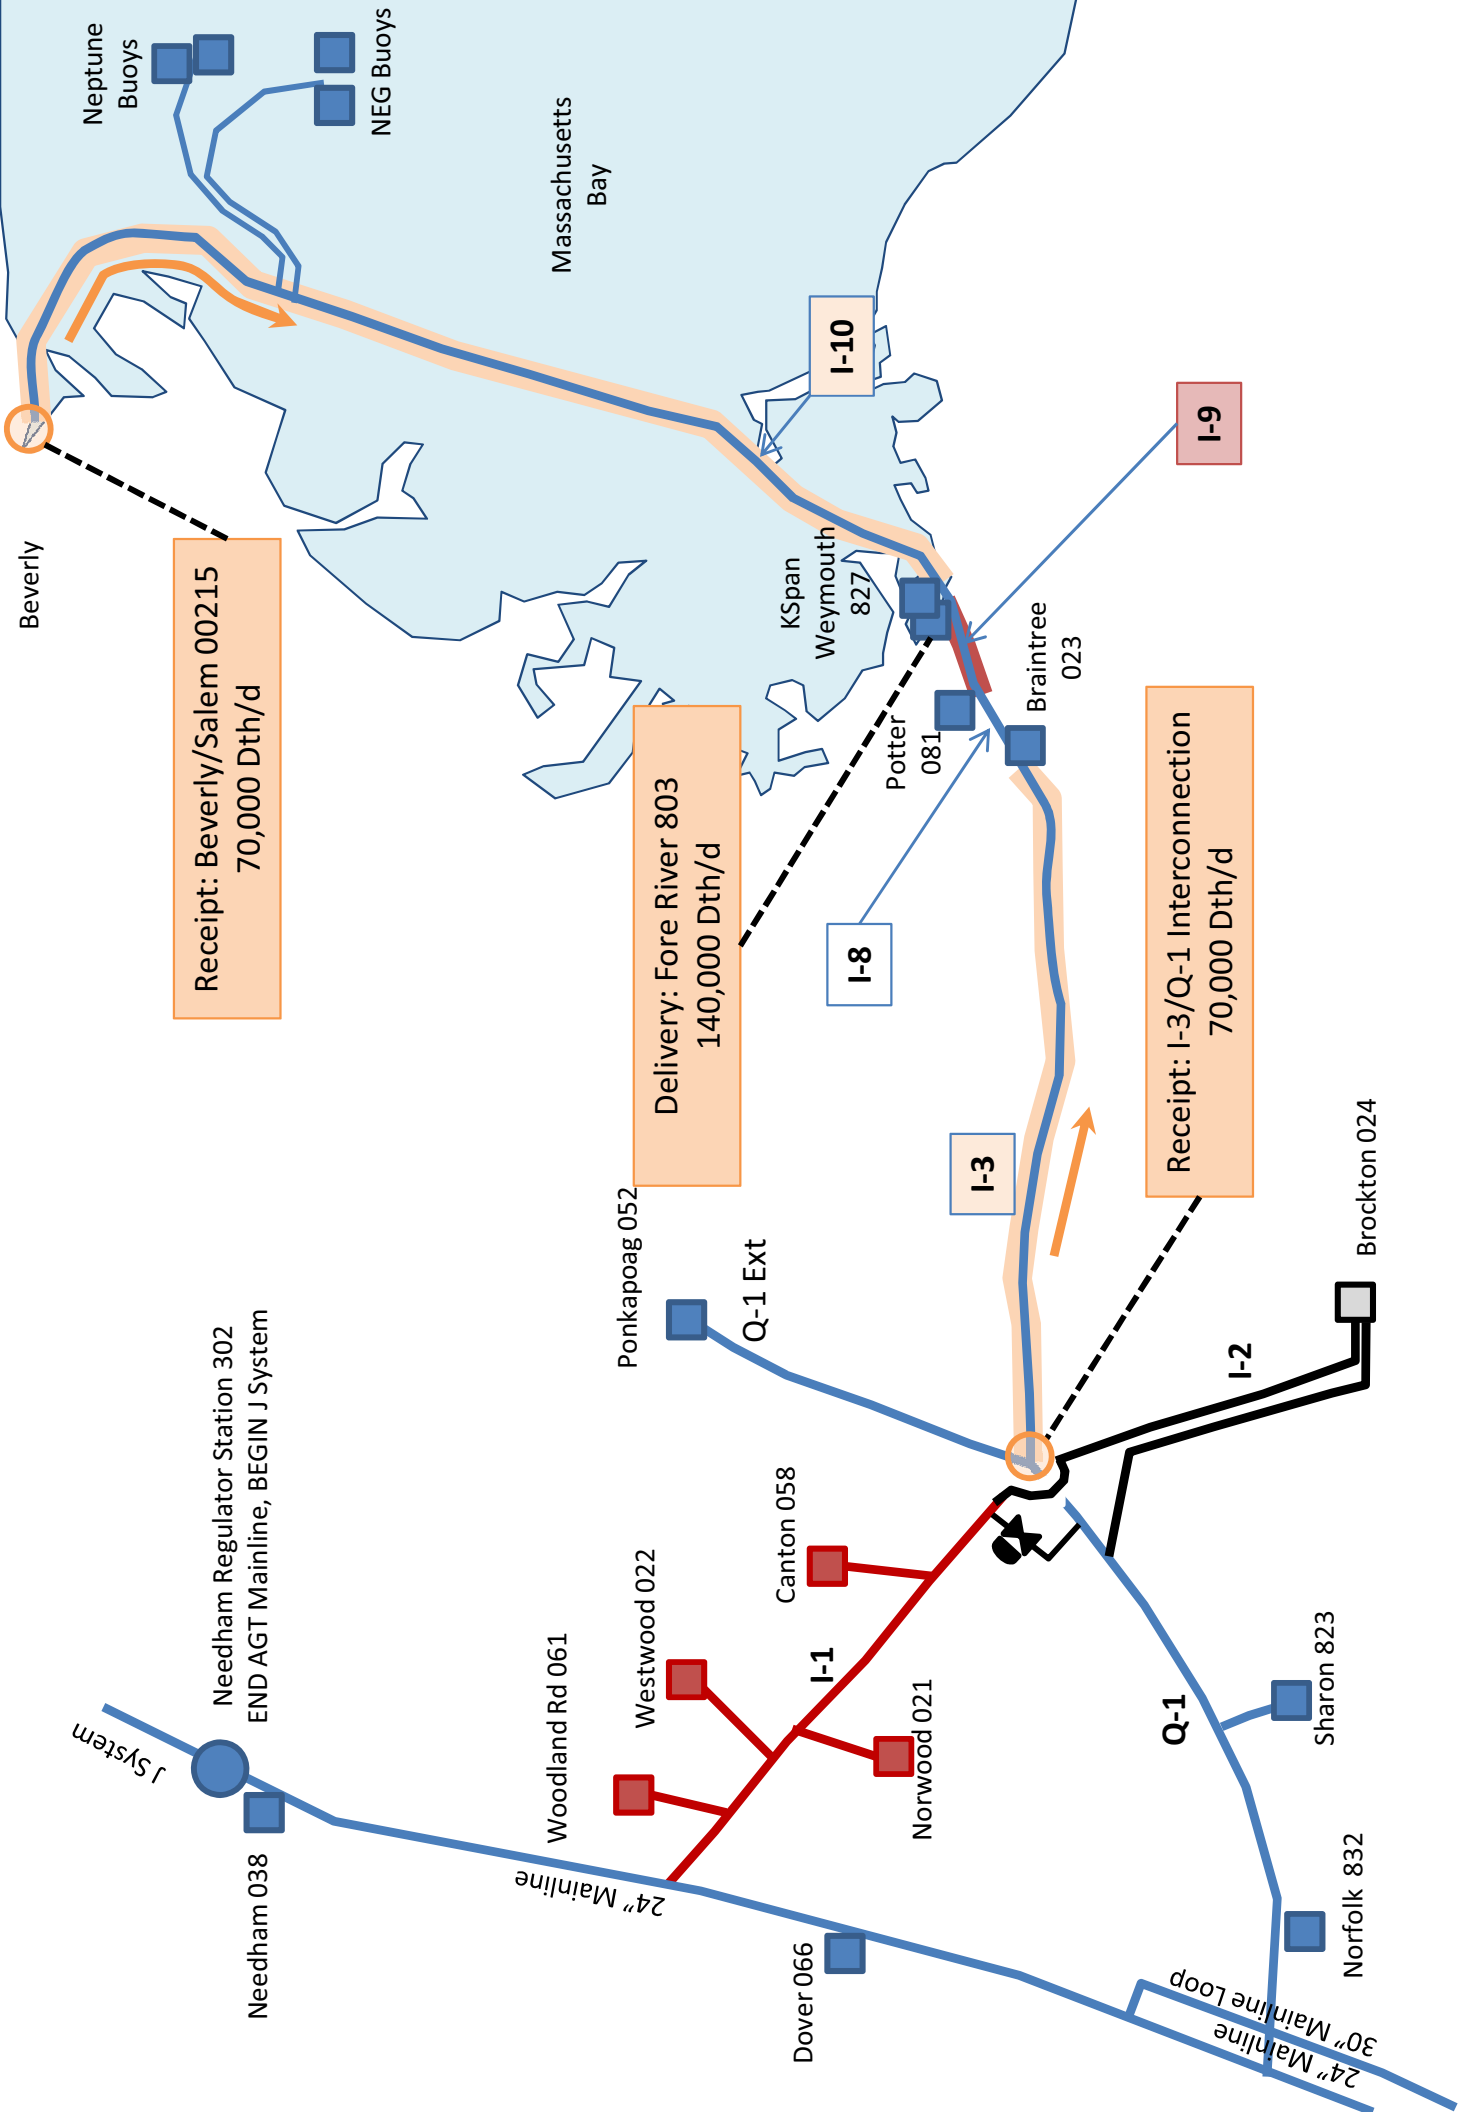 J System
Needham Regulator Station 302
END AGT Mainline, BEGIN J System
Needham 038
24” Mainline
Dover 066
24” Mainline
30” Mainline Loop
Norfolk 832
Sharon 823
Q-1
Woodland Rd 061
Westwood 022
I-1
Norwood 021
Canton 058
Ponkapoag 052
Q-1 Ext
I-2
Brockton 024
I-3
Receipt: I-3/Q-1 Interconnection
70,000 Dth/d
Delivery: Fore River 803
140,000 Dth/d
I-8
Potter
081
Braintree
023
KSpan
Weymouth
827
I-9
I-10
Receipt: Beverly/Salem 00215
70,000 Dth/d
Beverly
Massachusetts
Bay
Neptune
Buoys
NEG Buoys